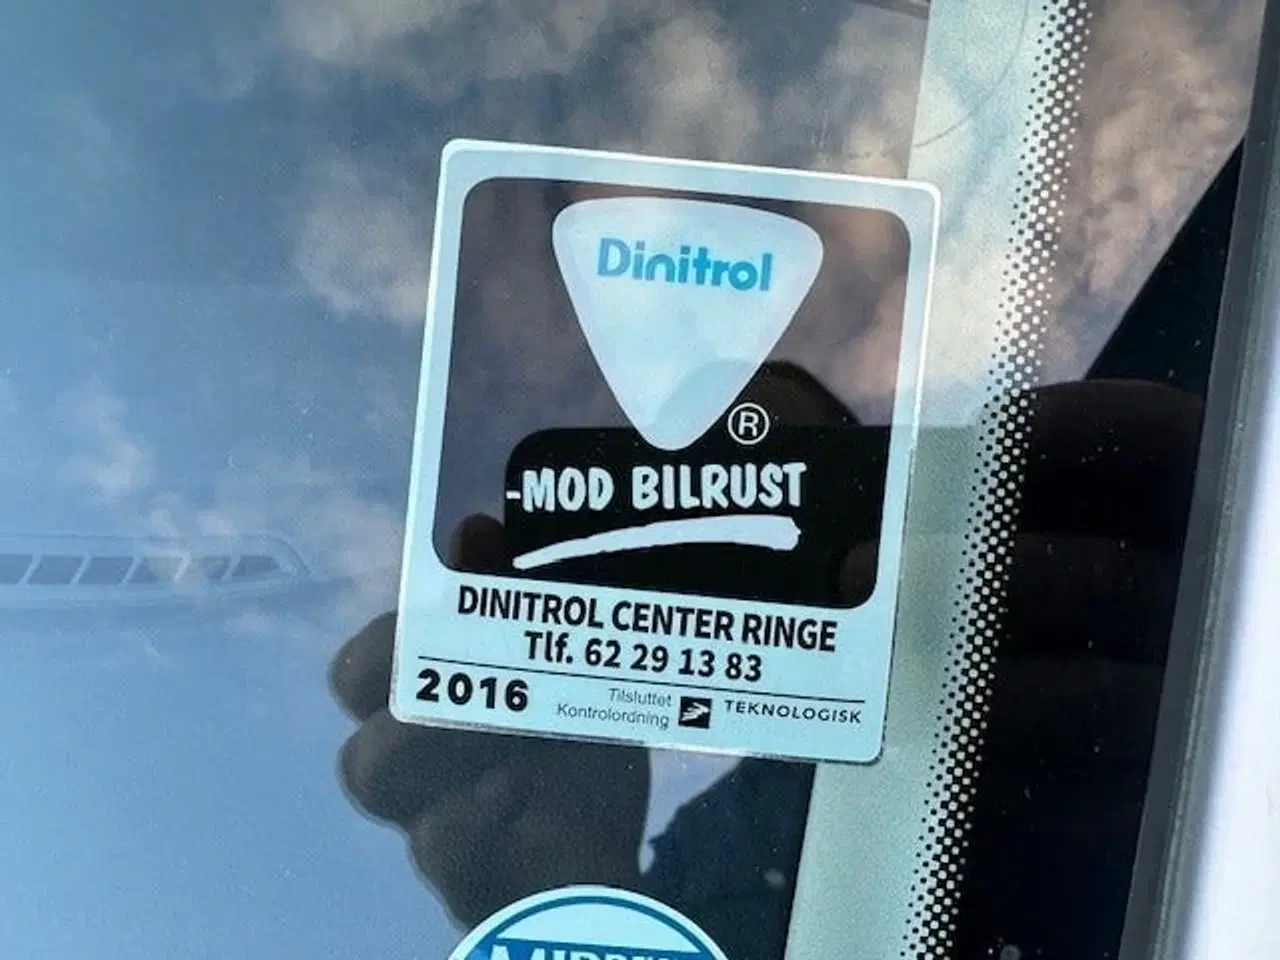 Dinitrol
®
-MOD BILRUST
DINITROL CENTER RINGE
Tlf. 62 29 13 83
2016
Tilsluttet
Kontrolordning
TEKNOLOGISK